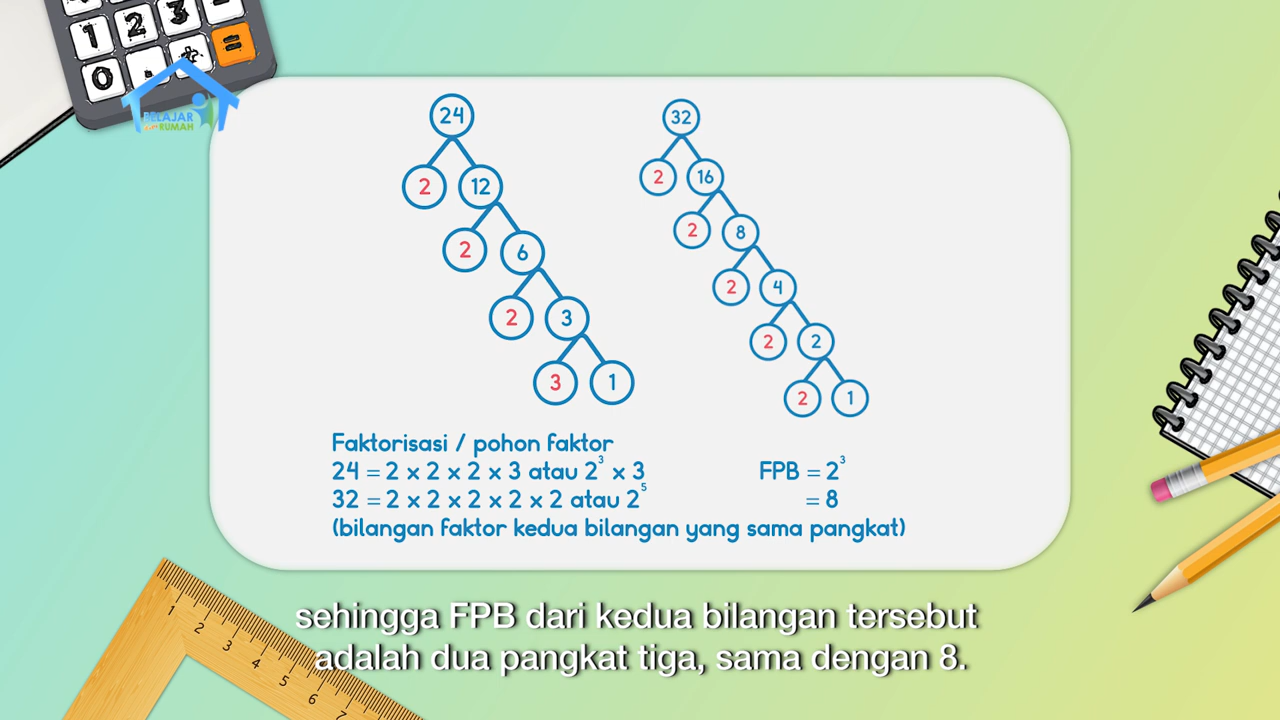 1 2 3
0 . ÷ =
BELAJAR
dari RUMAH
24
32
2 12
2 16
2 6
2 8
2 3
2 4
3 1
2 2
2 1
Faktorisasi / pohon faktor
24 = 2 x 2 x 2 x 3 atau 2³ x 3
FPB = 2³
32 = 2 x 2 x 2 x 2 x 2 atau 2⁵
= 8
(bilangan faktor kedua bilangan yang sama pangkat)
sehingga FPB dari kedua bilangan tersebut
adalah dua pangkat tiga, sama dengan 8.
1 2 3 4 5 6 7